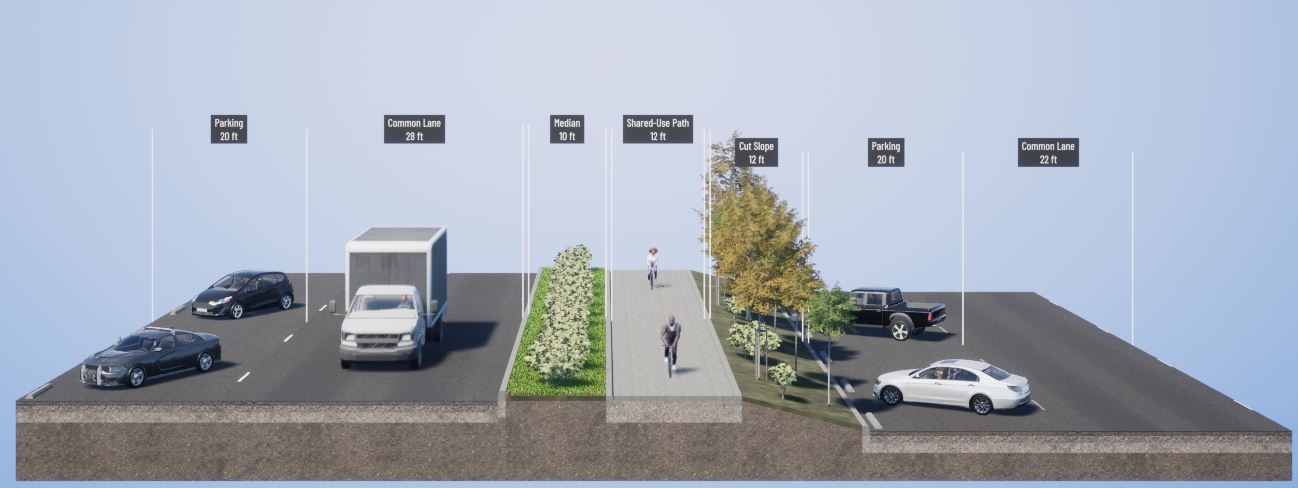 Parking
20 ft
Common Lane
28 ft
Median
10 ft
Shared-Use Path
12 ft
Cut Slope
12 ft
Parking
20 ft
Common Lane
22 ft